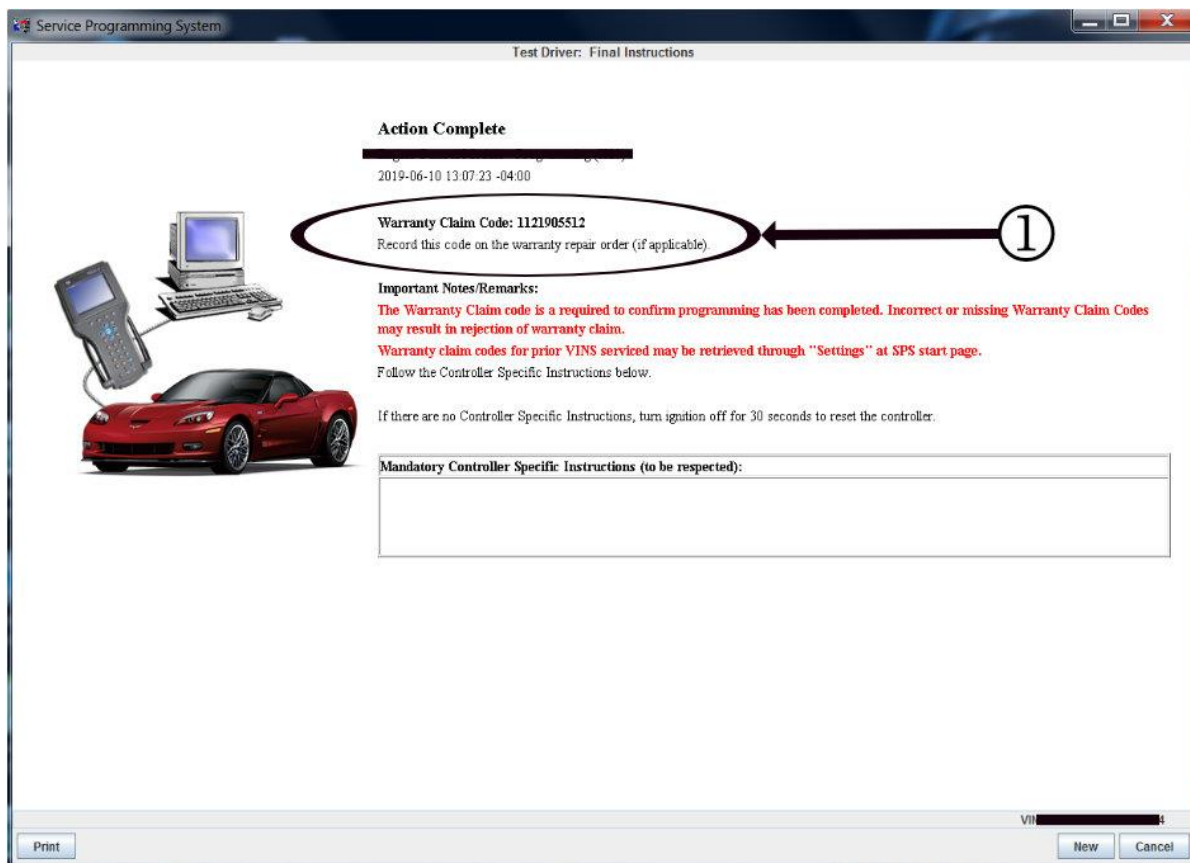 Service Programming System
Test Driver: Final Instructions
Action Complete
2019-06-10 13:07:23 -04:00
Warranty Claim Code: 1121905512
Record this code on the warranty repair order (if applicable).
1
Important Notes/Remarks:
The Warranty Claim code is a required to confirm programming has been completed. Incorrect or missing Warranty Claim Codes
may result in rejection of warranty claim.
Warranty claim codes for prior VINS serviced may be retrieved through "Settings" at SPS start page.
Follow the Controller Specific Instructions below.
If there are no Controller Specific Instructions, turn ignition off for 30 seconds to reset the controller.
Mandatory Controller Specific Instructions (to be respected):
VIN 4
Print
New
Cancel